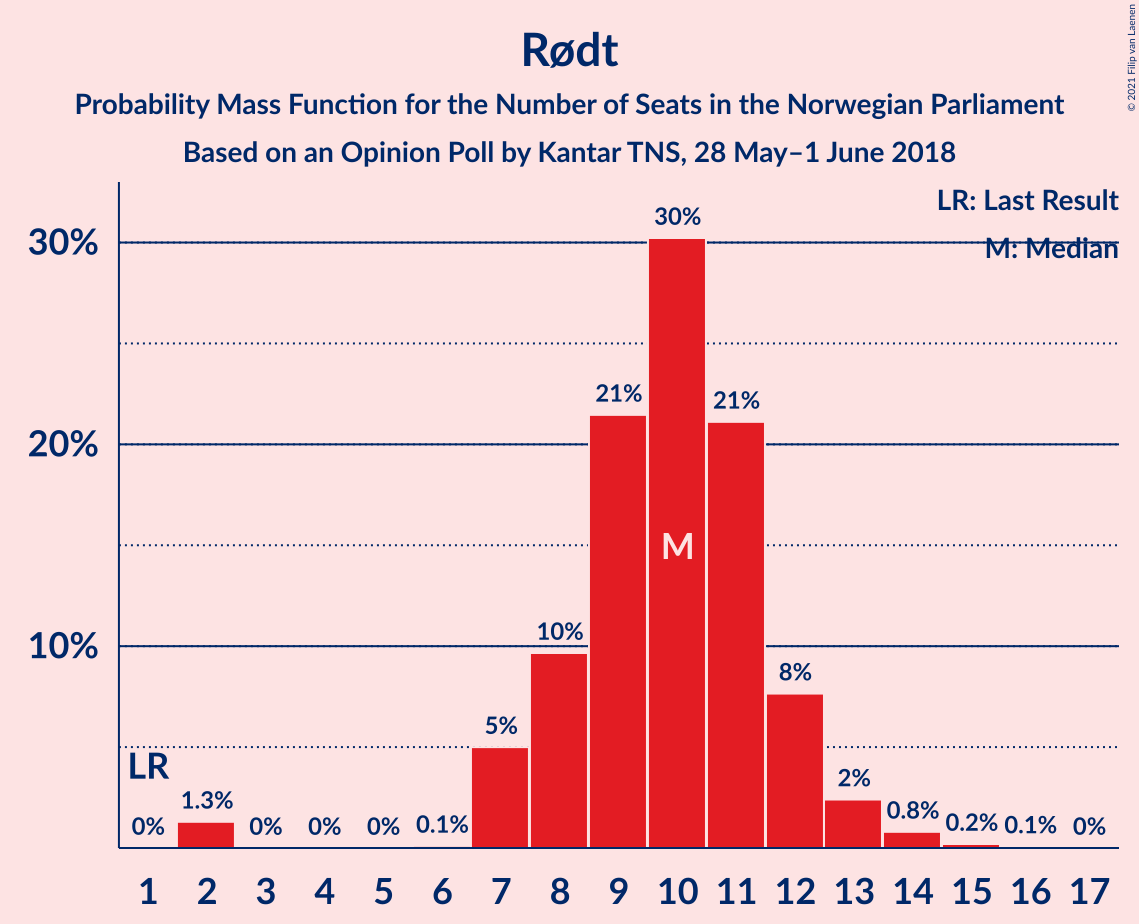 Rødt
Probability Mass Function for the Number of Seats in the Norwegian Parliament
Based on an Opinion Poll by Kantar TNS, 28 May–1 June 2018
© 2021 Filip van Laenen
LR: Last Result
M: Median
30%
20%
10%
LR
0%
1.3%
0%
0%
0%
0.1%
5%
10%
21%
30%
M
21%
8%
2%
0.8%
0.2%
0.1%
0%
1 2 3 4 5 6 7 8 9 10 11 12 13 14 15 16 17